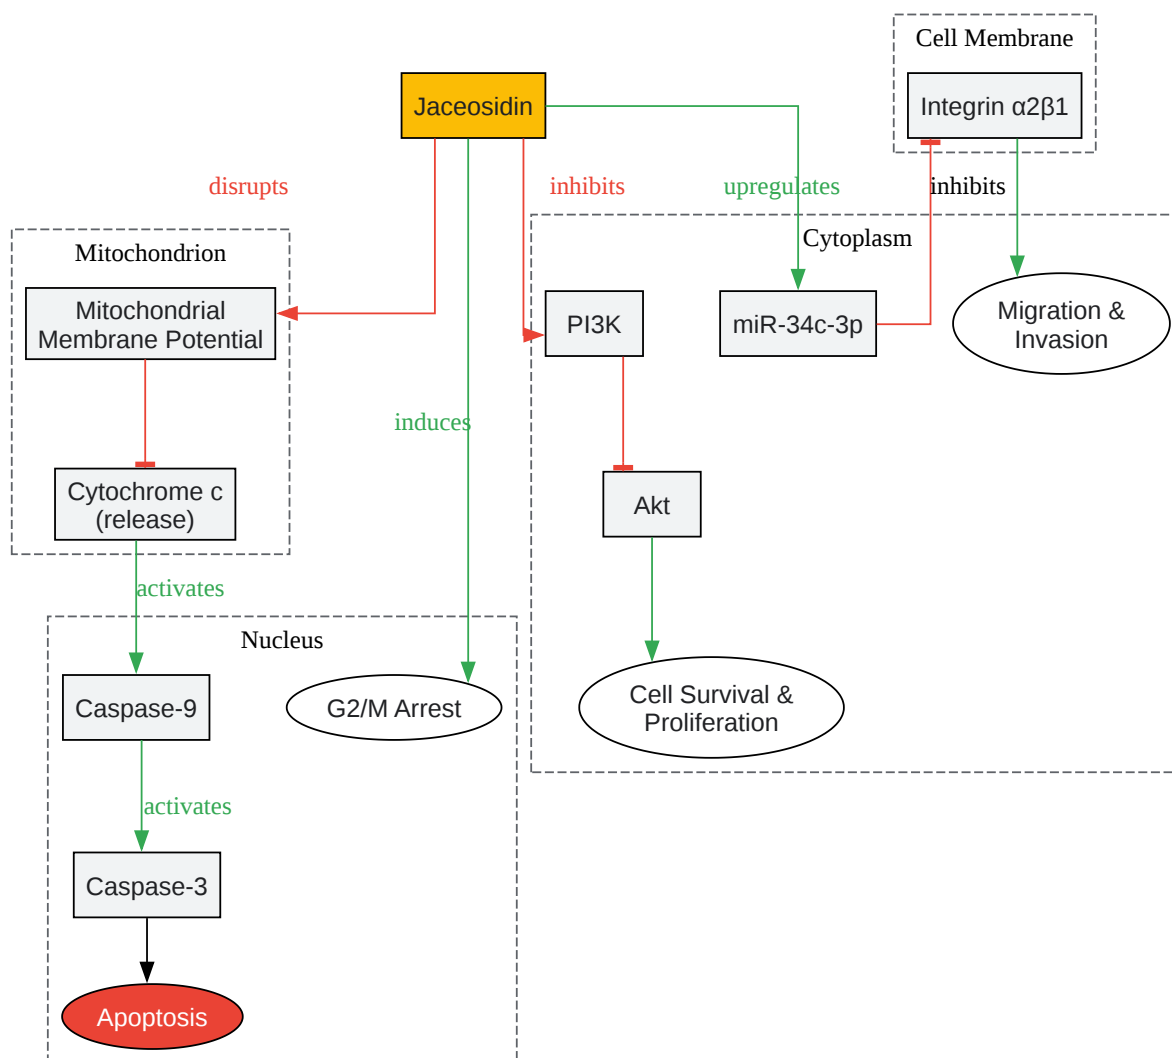 Cell Membrane
Jaceosidin
Integrin α2β1
disrupts
inhibits
upregulates
inhibits
Cytoplasm
Mitochondrion
Mitochondrial
Membrane Potential
PI3K
miR-34c-3p
Migration &
Invasion
induces
Cytochrome c
(release)
Akt
activates
Nucleus
Caspase-9
G2/M Arrest
Cell Survival &
Proliferation
activates
Caspase-3
Apoptosis